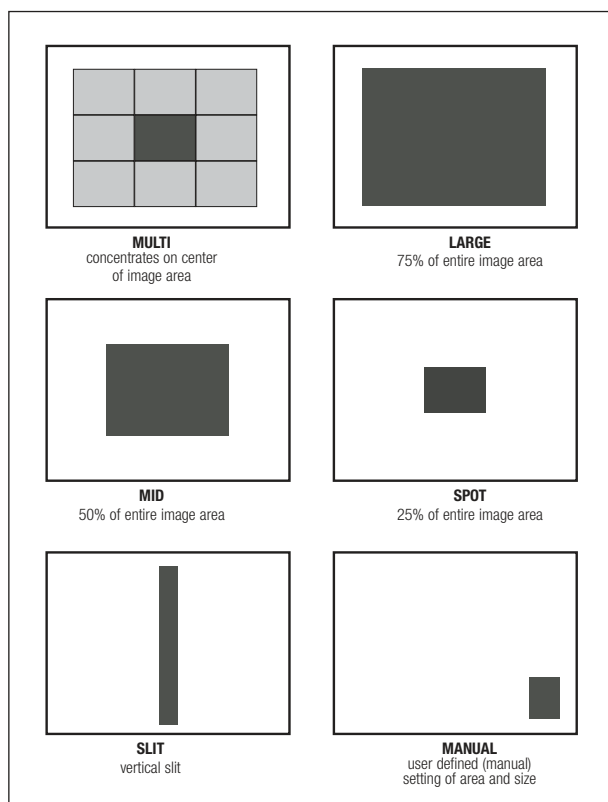 MULTI
concentrates on center
of image area
LARGE
75% of entire image area
MID
50% of entire image area
SPOT
25% of entire image area
SLIT
vertical slit
MANUAL
user defined (manual)
setting of area and size